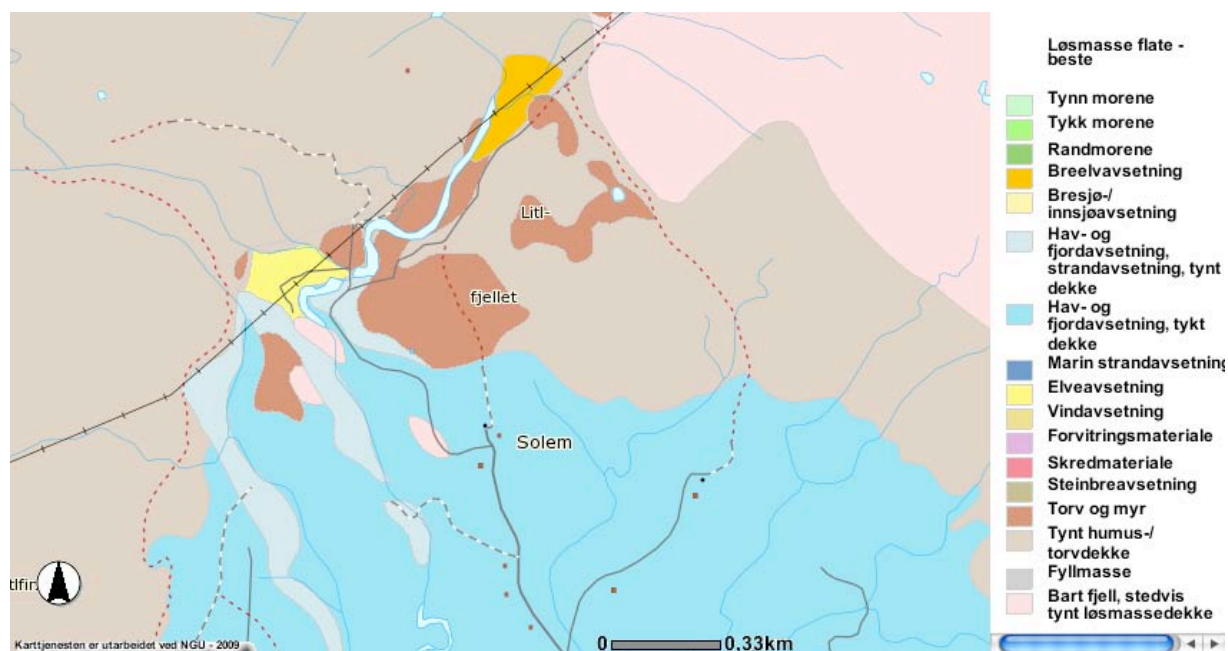 Litl-
fjellet
Solem
tlfin
Karttjenesten er utarbeidet ved NGU - 2009
0 0.33km
Løsmasse flate -
beste
Tynn morene
Tykk morene
Randmorene
Breelvavsetning
Bresjø-/
innsjøavsetning
Hav- og
fjordavsetning,
strandavsetning, tynt
dekke
Hav- og
fjordavsetning, tykt
dekke
Marin strandavsetning
Elveavsetning
Vindavsetning
Forvitringsmateriale
Skredmateriale
Steinbreavsetning
Torv og myr
Tynt humus-/
torvdekke
Fyllmasse
Bart fjell, stedvis
tynt løsmassedekke